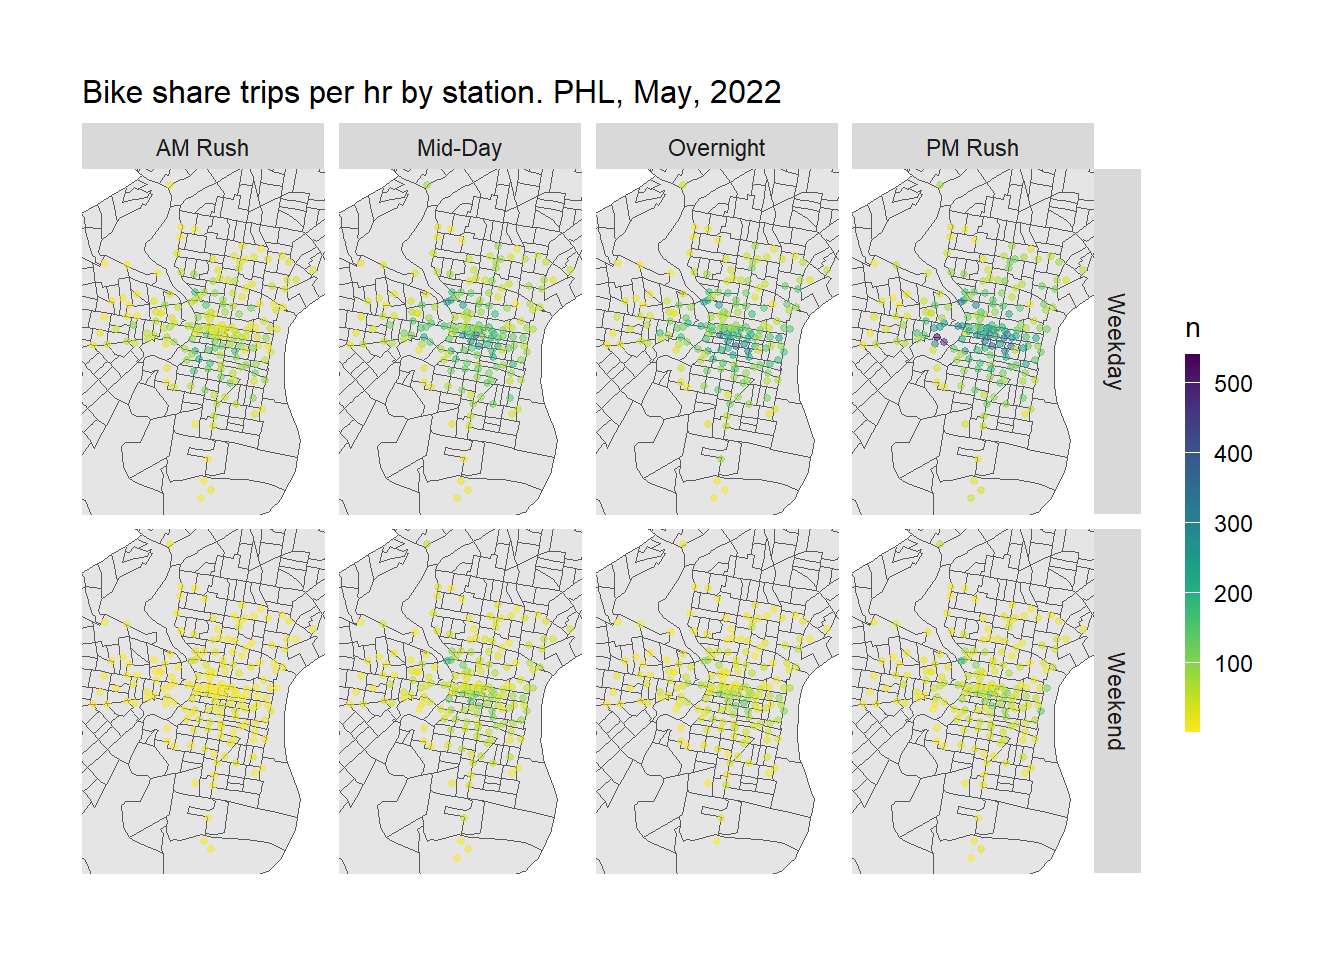 Bike share trips per hr by station. PHL, May, 2022
AM Rush
Mid-Day
Overnight
PM Rush
Weekday
Weekend
n
500
400
300
200
100